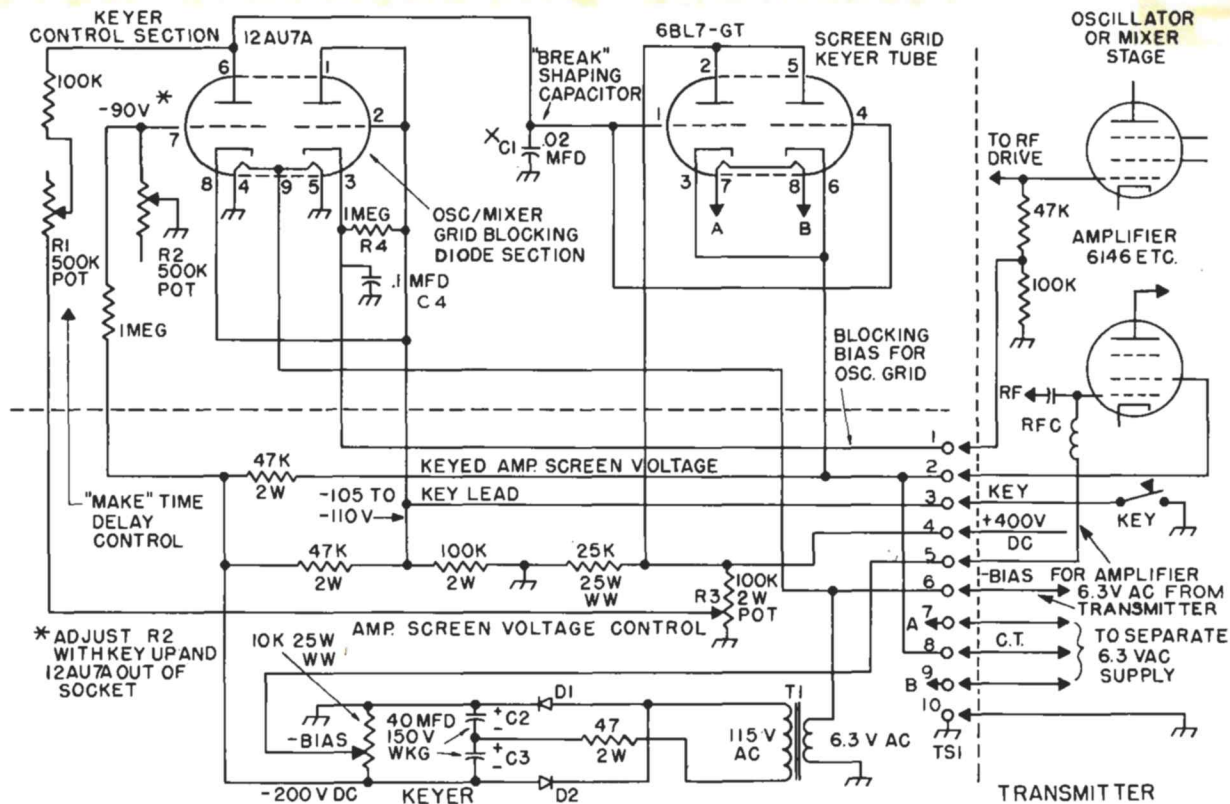 KEYER
CONTROL SECTION
12AU7A
6BL7-GT
SCREEN GRID
KEYER TUBE
OSCILLATOR
OR MIXER
STAGE
100K
-90V *
6
1
7
2
8
4
9
5
3
"BREAK"
SHAPING
CAPACITOR
X C1
.02
MFD
2
5
1
4
3
7
8
6
A
B
TO RF
DRIVE
47K
100K
R1
500K
POT
R2
500K
POT
1MEG
R4
OSC/MIXER
GRID BLOCKING
DIODE SECTION
.1MFD
C4
1MEG
AMPLIFIER
6146 ETC.
BLOCKING
BIAS FOR
OSC. GRID
RF
RFC
"MAKE" TIME
DELAY
CONTROL
47K
2W
KEYED AMP. SCREEN VOLTAGE
-105 TO
-110V
KEY LEAD
1
2
3
4
5
6
7
8
9
10
KEY
KEY
+400V
DC
-BIAS
FOR AMPLIFIER
6.3V AC FROM
TRANSMITTER
47K
2W
100K
2W
25K
25W
WW
R3
100K
2W
POT
AMP. SCREEN VOLTAGE CONTROL
* ADJUST R2
WITH KEY UP AND
12AU7A OUT OF
SOCKET
10K 25W
WW
-BIAS
40 MFD
150V
WKG
+
-
C2
+
-
C3
D1
D2
47
2W
T1
115 V
AC
6.3 V AC
A
C.T.
B
TO SEPARATE
6.3 VAC
SUPPLY
TS1
-200V DC
KEYER
TRANSMITTER